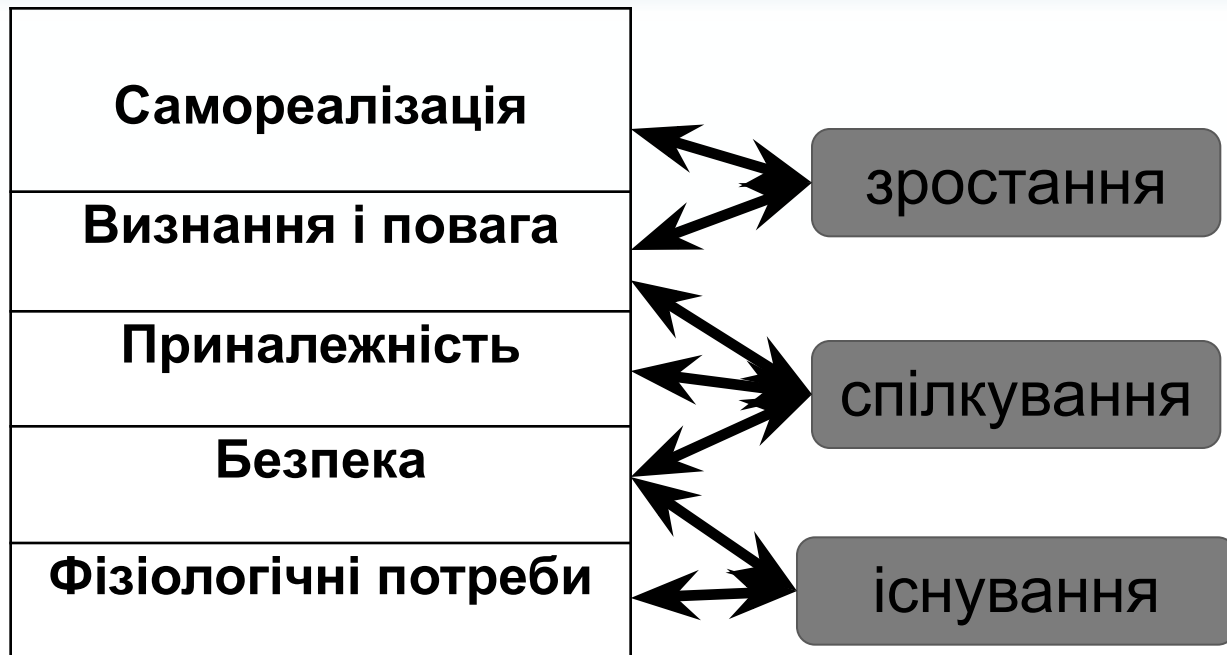 Самореалізація
Визнання і повага
Приналежність
Безпека
Фізіологічні потреби
зростання
спілкування
існування